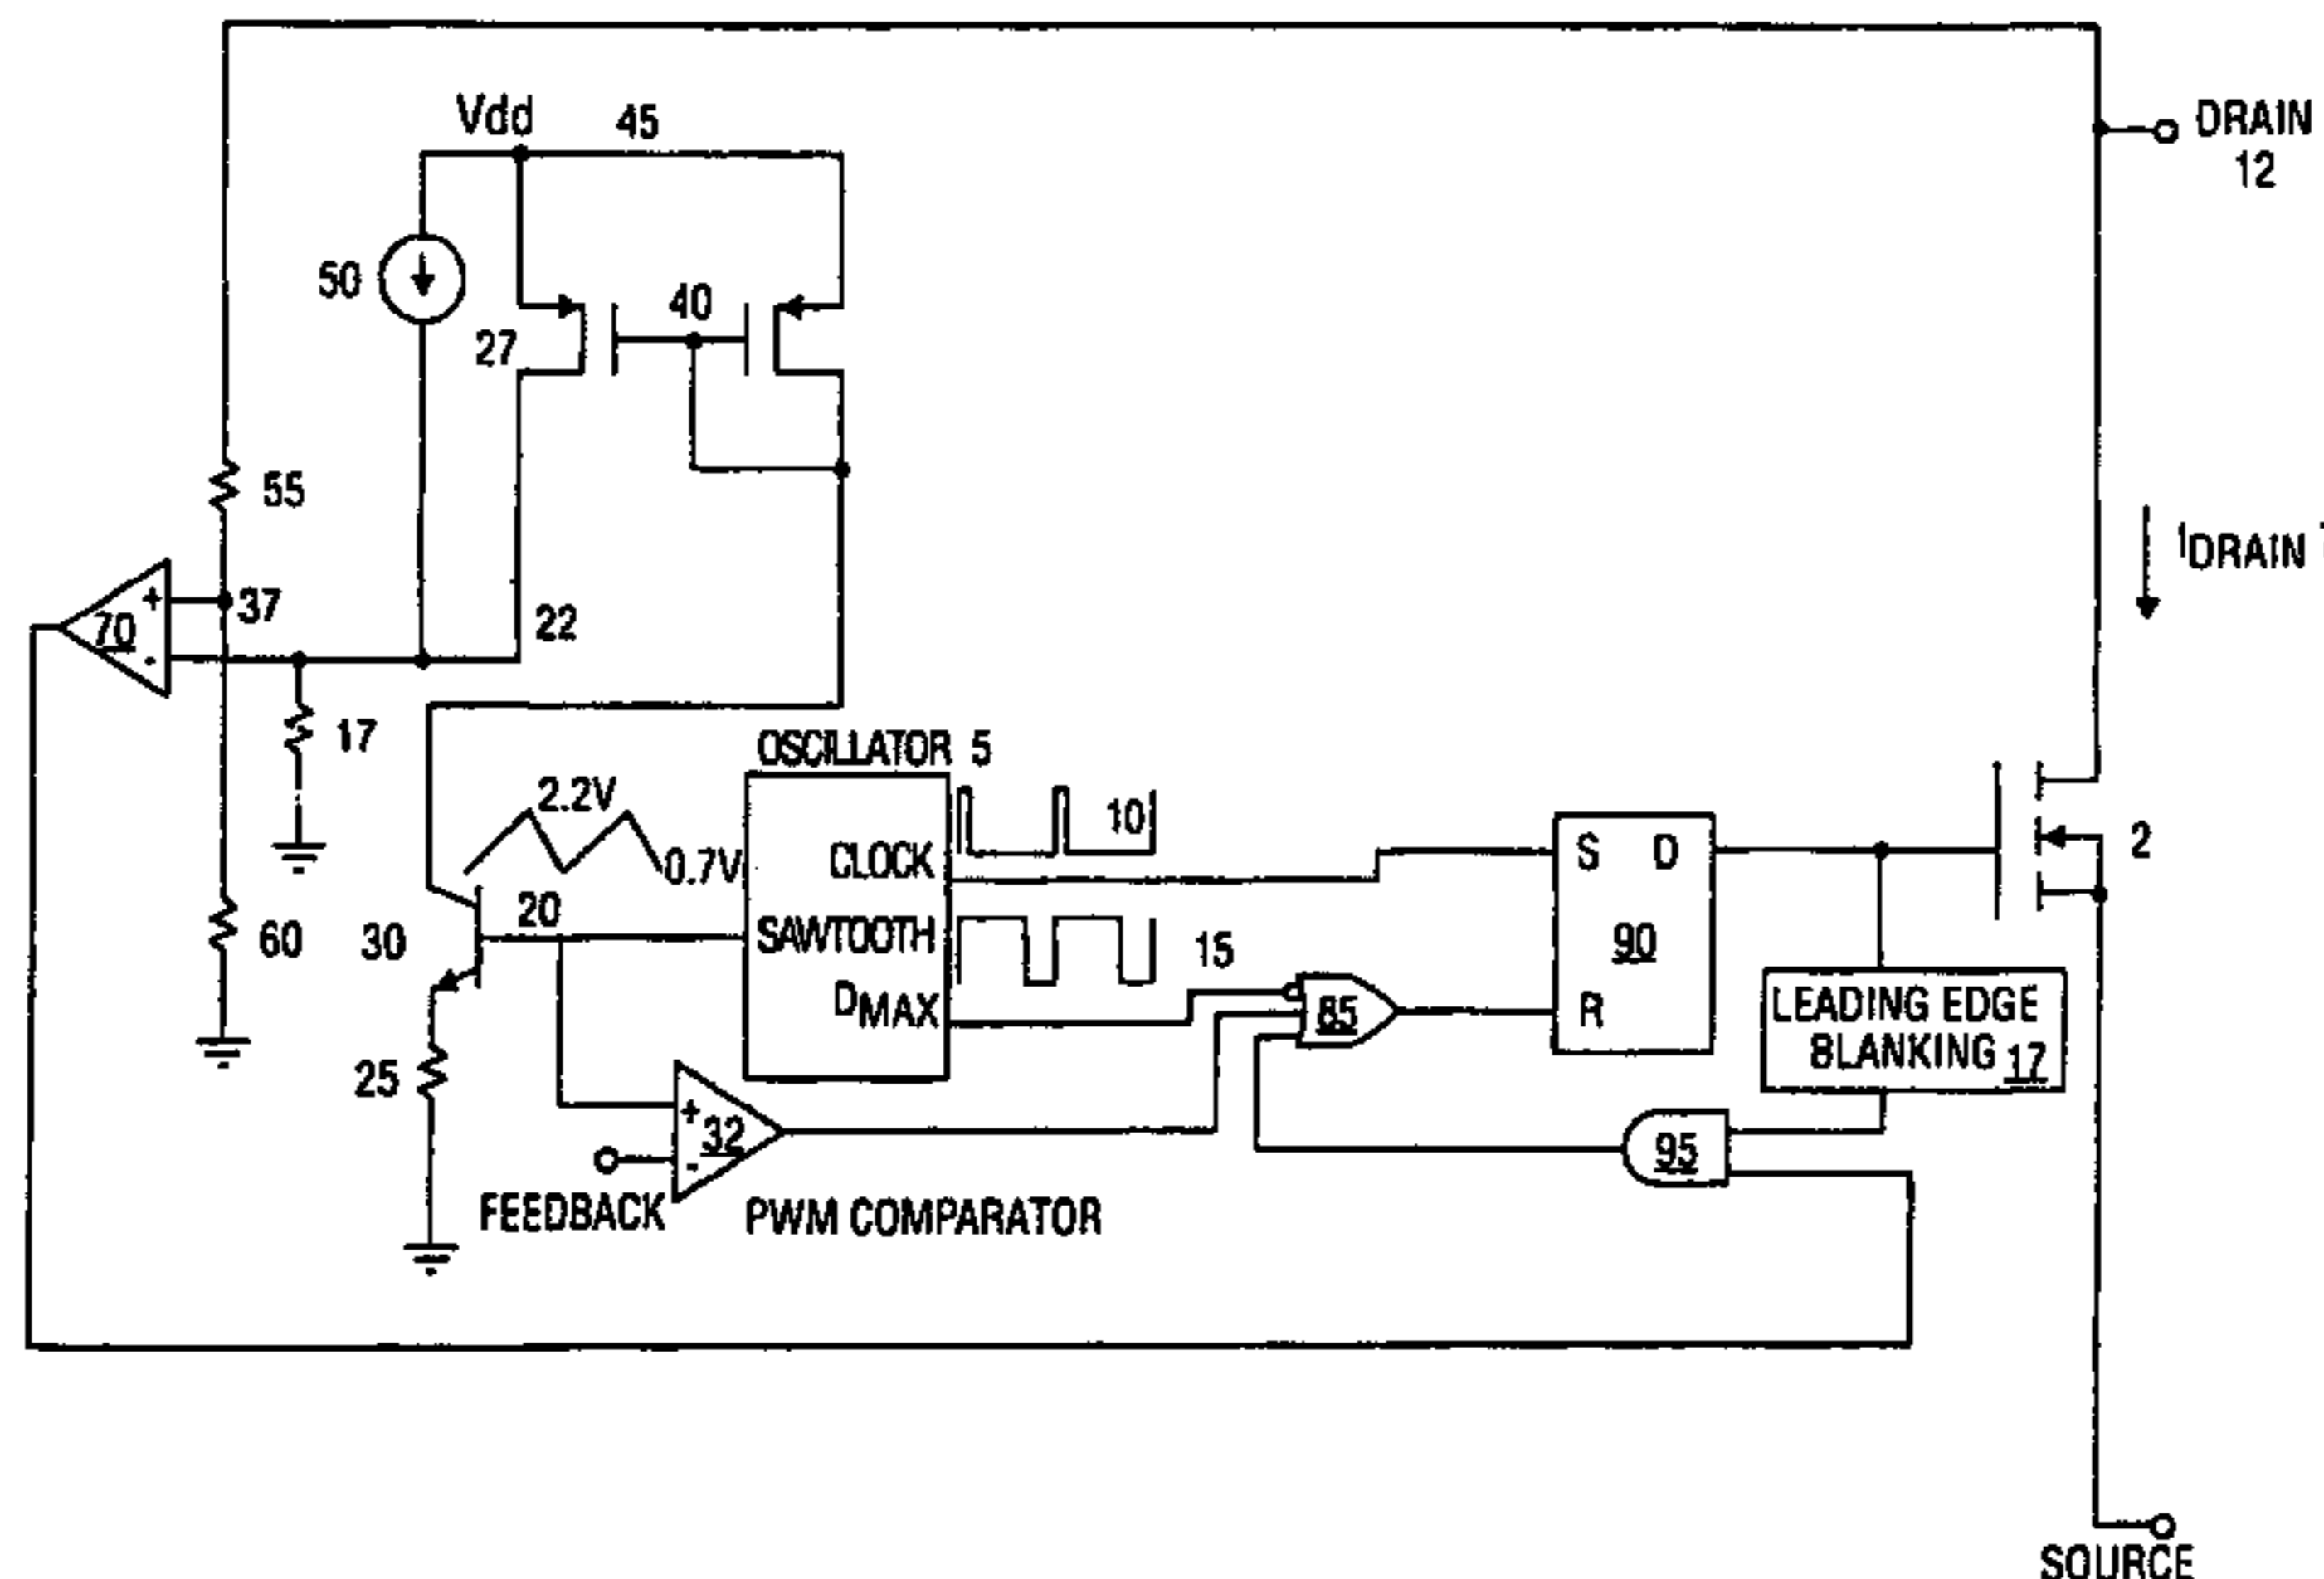 Vdd
45
DRAIN
12
50
40
27
55
IDRAIN
37
70
+
-
22
17
OSCILLATOR 5
2.2V
0.7V
10
CLOCK
S O
2
20
SAWTOOTH
30
60
15
90
DMAX
85
R
LEADING EDGE
BLANKING 17
25
+
32
-
95
FEEDBACK
PWM COMPARATOR
SOURCE